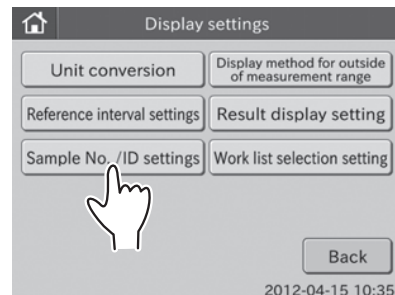 Display settings
Unit conversion
Display method for outside
of measurement range
Reference interval settings
Result display setting
Sample No. /ID settings
Work list selection setting
Back
2012-04-15 10:35